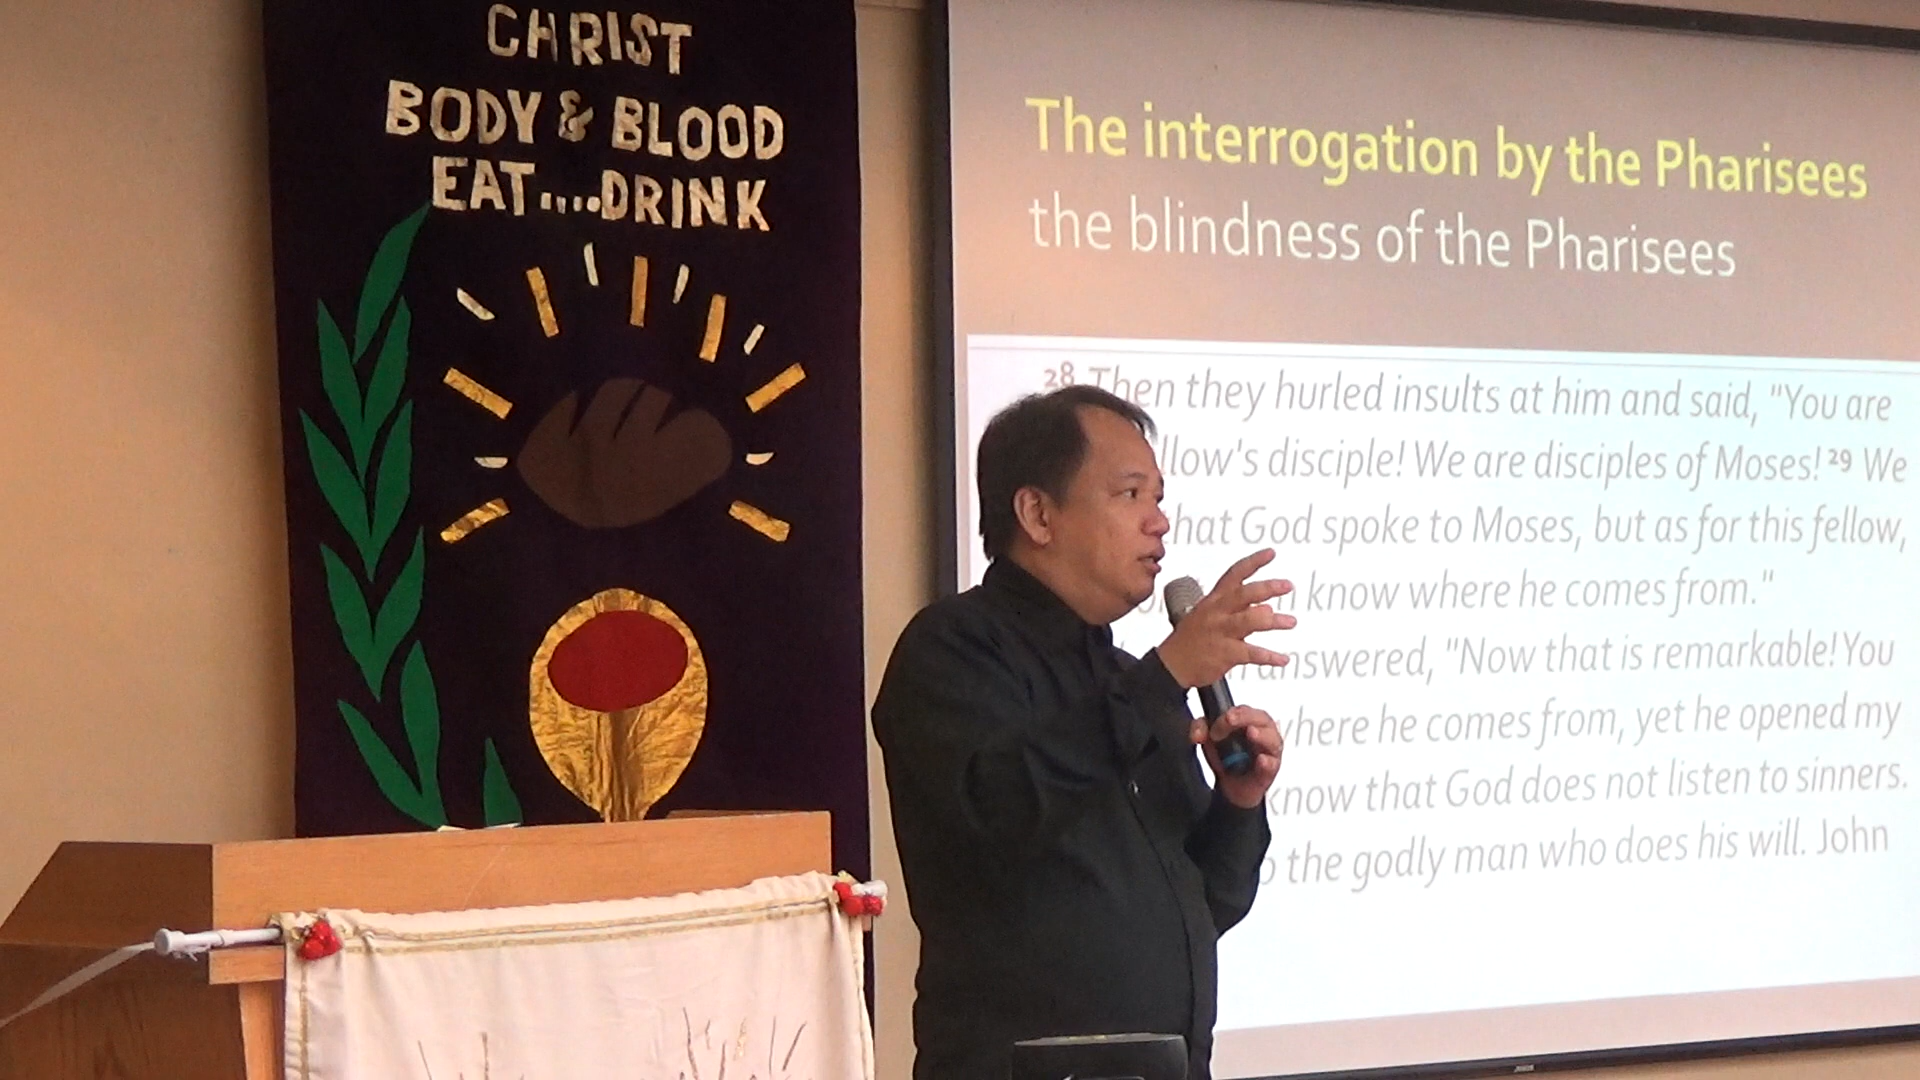 CHRIST
BODY & BLOOD
EAT....DRINK
The interrogation by the Pharisees
the blindness of the Pharisees
28 Then they hurled insults at him and said, "You are
disciple! We are disciples of Moses! 29 We
that God spoke to Moses, but as for this fellow,
know where he comes from."
answered, "Now that is remarkable! You
where he comes from, yet he opened my
know that God does not listen to sinners.
the godly man who does his will. John